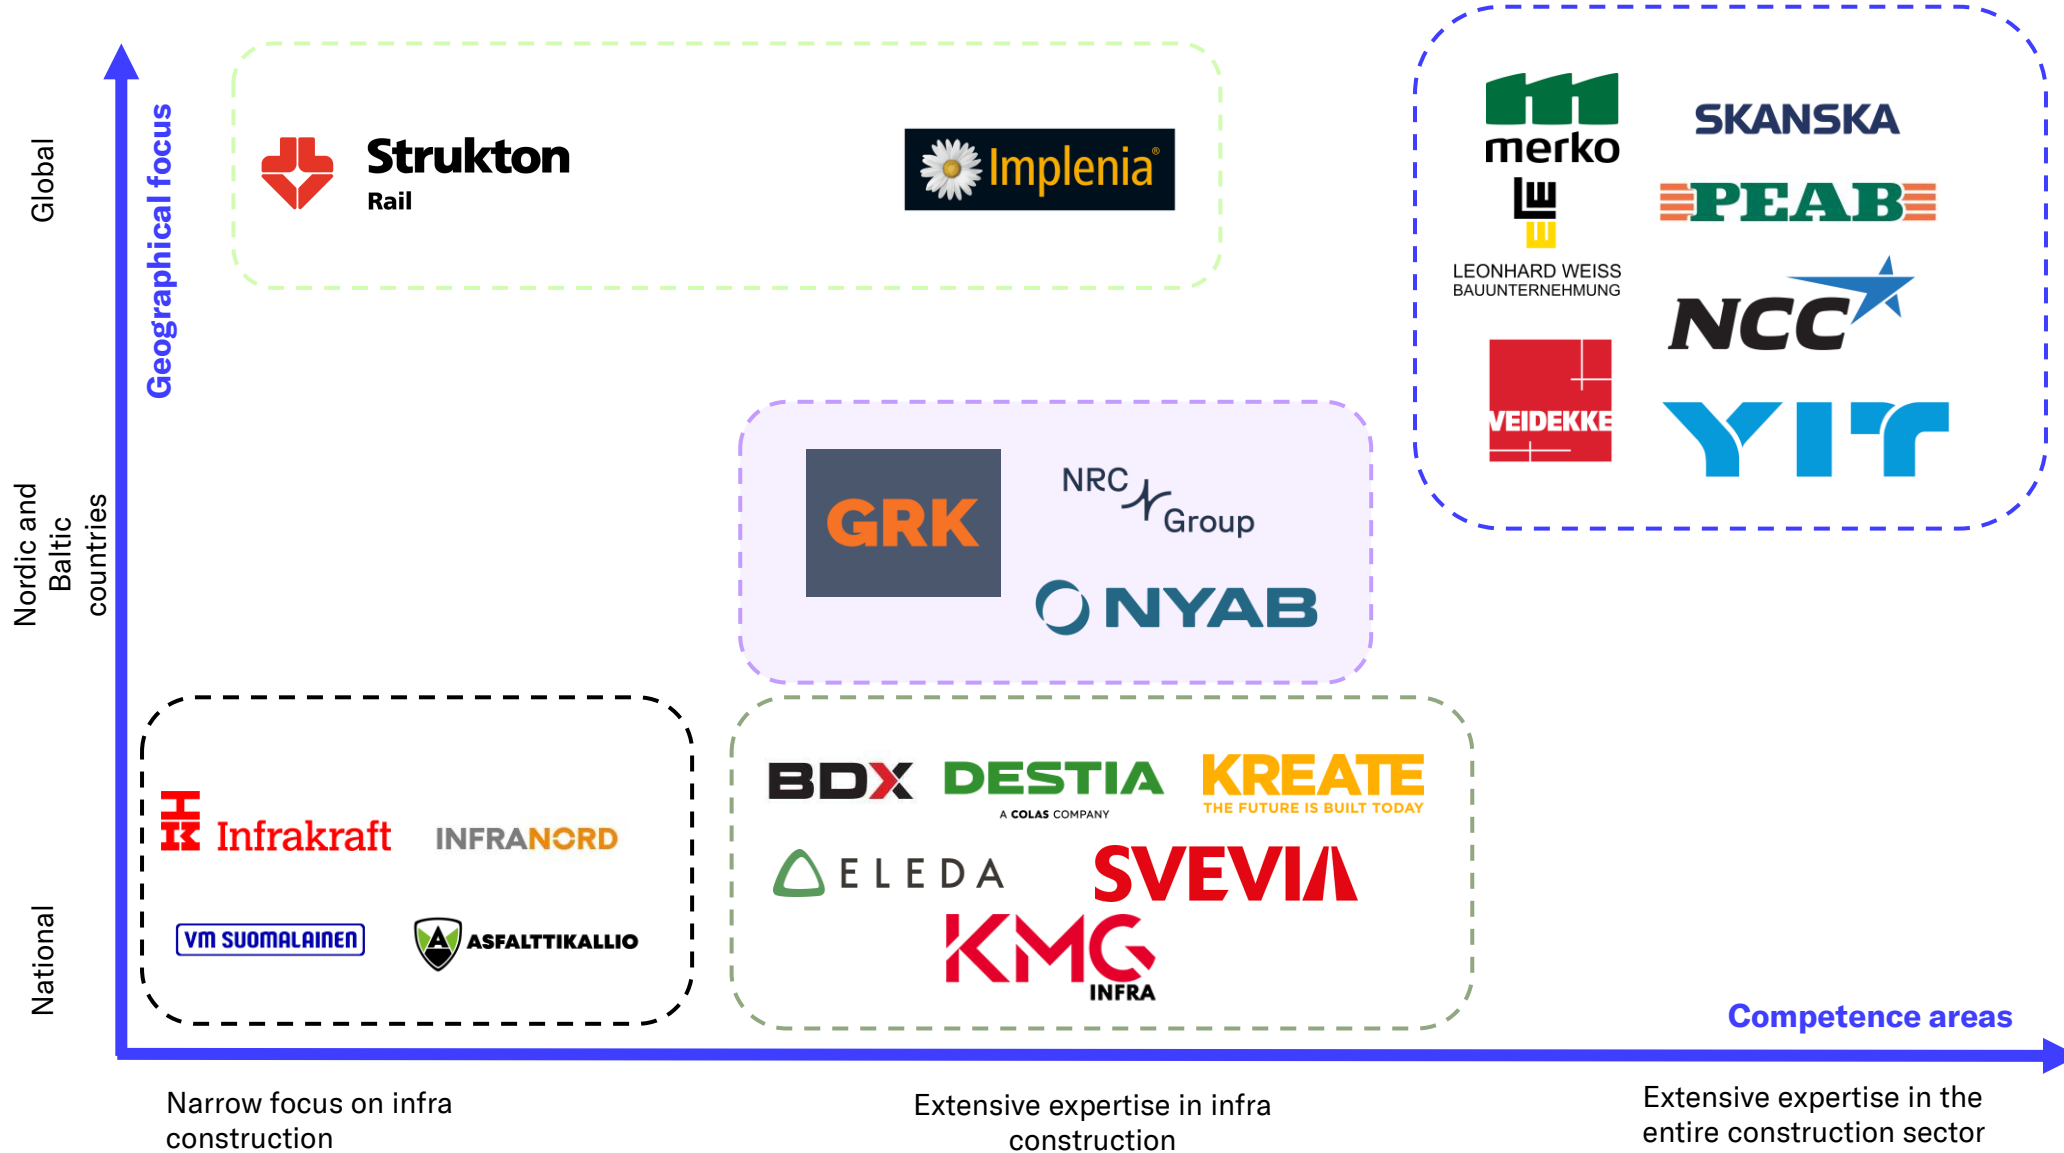 Geographical focus
Global
Nordic and
Baltic
countries
National
Strukton
Rail
Implenia®
merko
SKANSKA
PEAB
LEONHARD WEISS
BAUUNTERNEHMUNG
NCC
VEIDEKKE
YIT
GRK
NRC
Group
NYAB
Infrakraft
INFRANORD
VM SUOMALAINEN
A ASFALTTIKALLIO
BDX
DESTIA
A COLAS COMPANY
KREATE
THE FUTURE IS BUILT TODAY
ELEDA
SVEVIA
KMG
INFRA
Competence areas
Narrow focus on infra
construction
Extensive expertise in infra
construction
Extensive expertise in the
entire construction sector